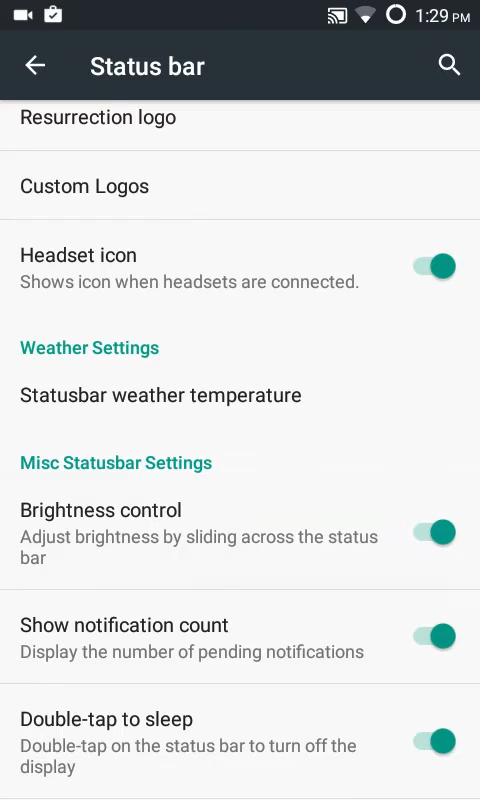 1:29 PM
Status bar
Resurrection logo
Custom Logos
Headset icon
Shows icon when headsets are connected.
Weather Settings
Statusbar weather temperature
Misc Statusbar Settings
Brightness control
Adjust brightness by sliding across the status
bar
Show notification count
Display the number of pending notifications
Double-tap to sleep
Double-tap on the status bar to turn off the
display